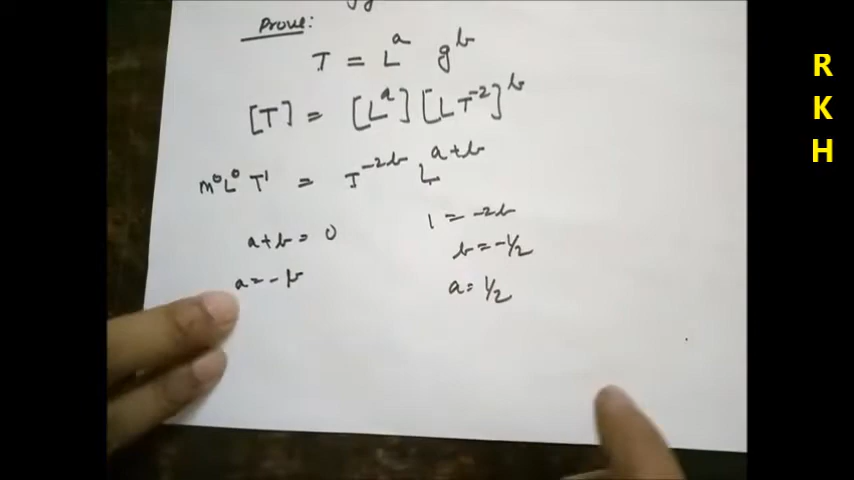 Prove:
T = L^a g^b
[T] = [L^a] [LT^-2]^b
M^0 L^0 T^1 = T^-2b L^a+b
a+b = 0
a = -b
1 = -2b
b = -1/2
a = 1/2
R
K
H